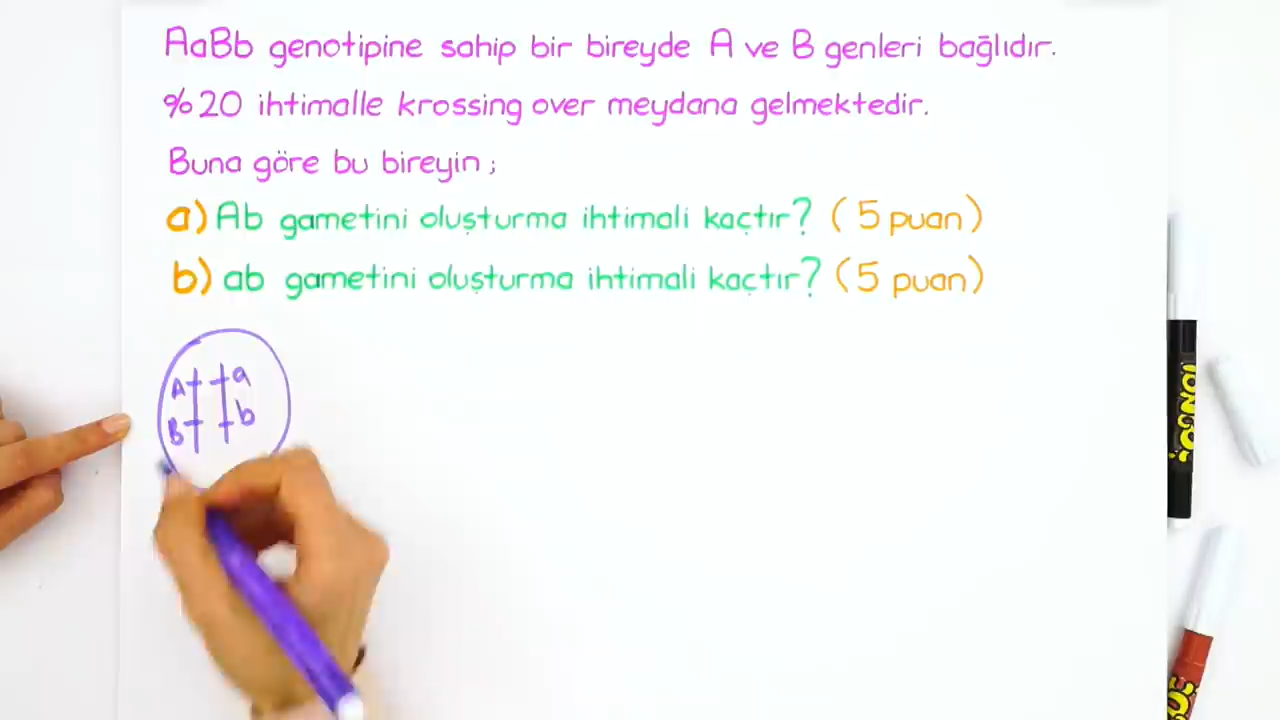 AaBb genotipine sahip bir bireyde A ve B genleri bağlıdır.
%20 ihtimalle krossing over meydana gelmektedir.
Buna göre bu bireyin ;
a) Ab gametini oluşturma ihtimali kaçtır? (5 puan)
b) ab gametini oluşturma ihtimali kaçtır? (5 puan)
A a
B b